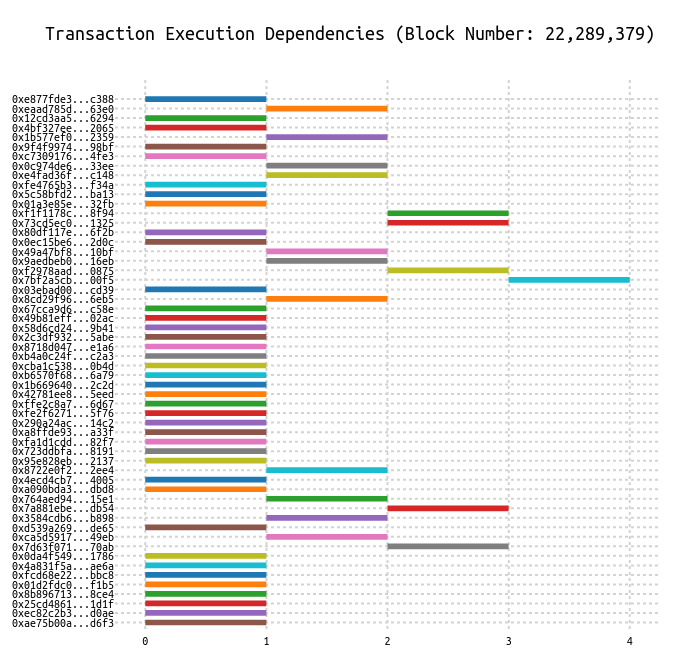 Transaction Execution Dependencies (Block Number: 22,289,379)
0xe877fde3...c388
0xeaad785d...63e0
0x12cd3aa5...6294
0x4bf327ee...2065
0x1b577ef0...2359
0x9f4f9974...98bf
0xc7309176...4fe3
0x0c974de6...33ee
0xe4fad36f...c148
0xfe4765b3...f34a
0x5c58bfd2...ba13
0x01a3e85e...32fb
0xf1f1178c...8f94
0x73cd5ec0...1325
0x80df117e...6f2b
0x0ec15be6...2d0c
0x49a47bf8...10bf
0x9aedbeb0...16eb
0xf2978aad...0875
0x7bf2a5cb...00f5
0x03ebad00...cd39
0x8cd29f96...6eb5
0x67cca9d6...c58e
0x49b81eff...02ac
0x58d6cd24...9b41
0x2c3df932...5abe
0x8718d047...e1a6
0xb4a0c24f...c2a3
0xcba1c538...0b4d
0xb6570f68...6a79
0x1b669640...2c2d
0x42781ee8...5eed
0xffe2c8a7...6d67
0xfe2f6271...5f76
0x290a24ac...14c2
0xa8ffde93...a33f
0xfa1d1cdd...82f7
0x723ddbfa...8191
0x95e828eb...2137
0x8722e0f2...2ee4
0x4ecd4cb7...4005
0xa090bda3...dbd8
0x764aed94...15e1
0x7a881ebe...db54
0x3584cdb6...b898
0xd539a269...de65
0xca5d5917...49eb
0x7d63f071...70ab
0x0da4f549...1786
0x4a831f5a...ae6a
0xfcd68e22...bbc8
0x01d2fdc0...f1b5
0x8b896713...8ce4
0x25cd4861...1d1f
0xec82c2b3...d0ae
0xae75b00a...d6f3
0 1 2 3 4